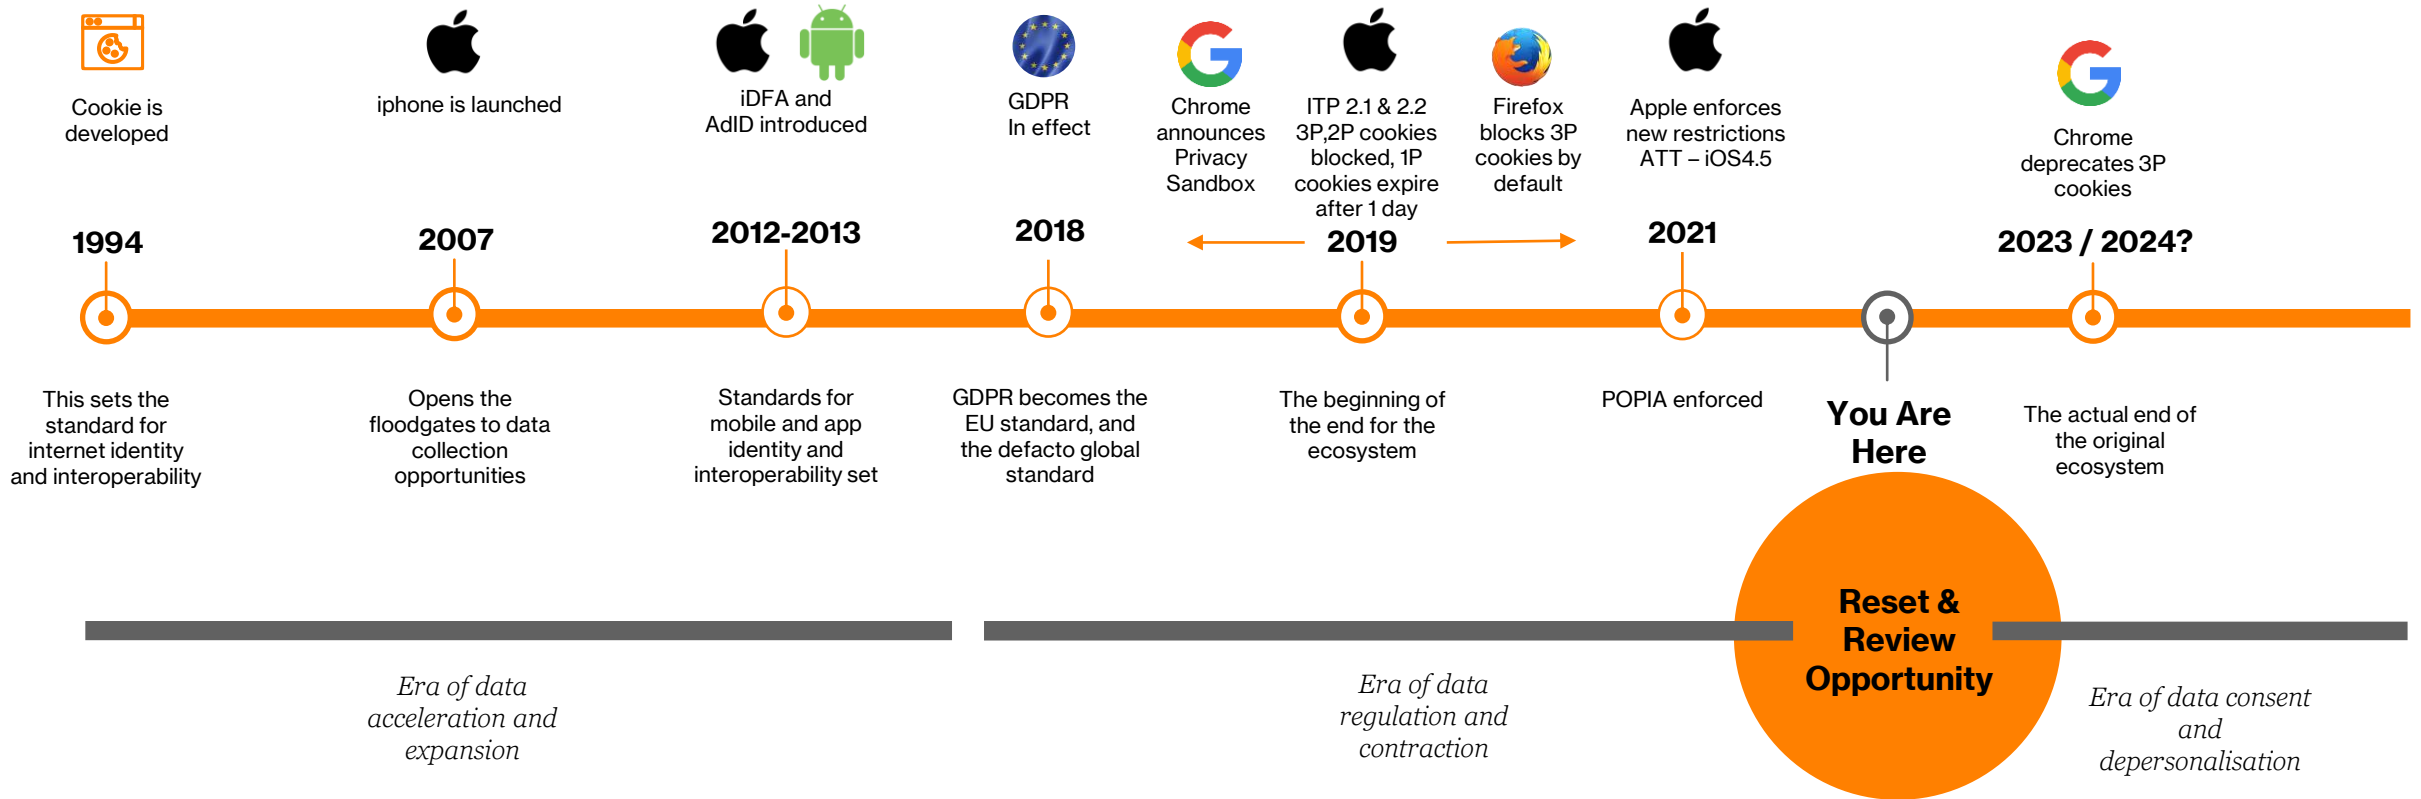 Cookie is
developed
iphone is launched
iDFA and
AdID introduced
GDPR
In effect
Chrome
announces
Privacy
Sandbox
ITP 2.1 & 2.2
3P,2P cookies
blocked, 1P
cookies expire
after 1 day
Firefox
blocks 3P
cookies by
default
Apple enforces
new restrictions
ATT – iOS4.5
Chrome
deprecates 3P
cookies
1994
2007
2012-2013
2018
2019
2021
2023 / 2024?
This sets the
standard for
internet identity
and interoperability
Opens the
floodgates to data
collection
opportunities
Standards for
mobile and app
identity and
interoperability set
GDPR becomes the
EU standard, and
the defacto global
standard
The beginning of
the end for the
ecosystem
POPIA enforced
You Are
Here
The actual end of
the original
ecosystem
Reset &
Review
Opportunity
Era of data
acceleration and
expansion
Era of data
regulation and
contraction
Era of data consent
and
depersonalisation